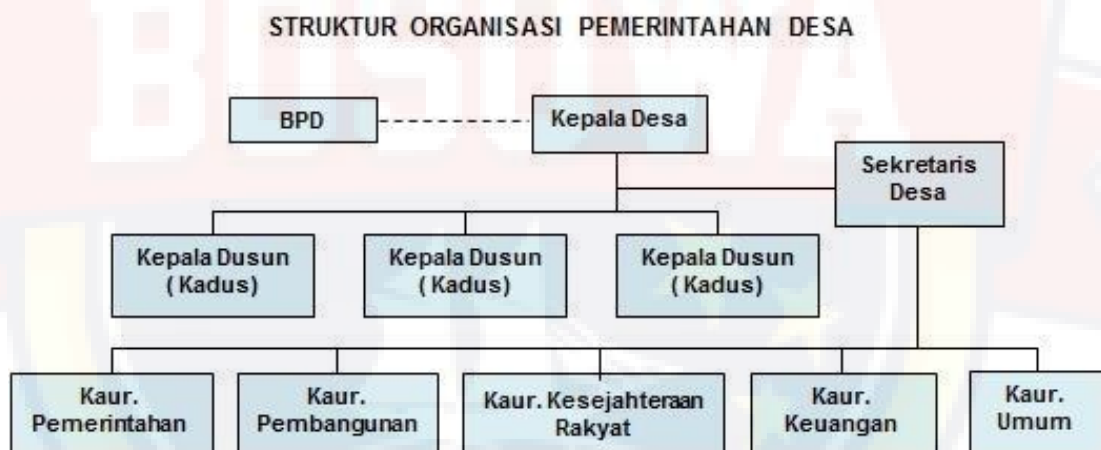 BOSOWA
STRUKTUR ORGANISASI PEMERINTAHAN DESA
BPD
Kepala Desa
Sekretaris
Desa
Kepala Dusun
( Kadus)
Kepala Dusun
( Kadus)
Kepala Dusun
( Kadus)
Kaur.
Pemerintahan
Kaur.
Pembangunan
Kaur. Kesejahteraan
Rakyat
Kaur.
Keuangan
Kaur.
Umum